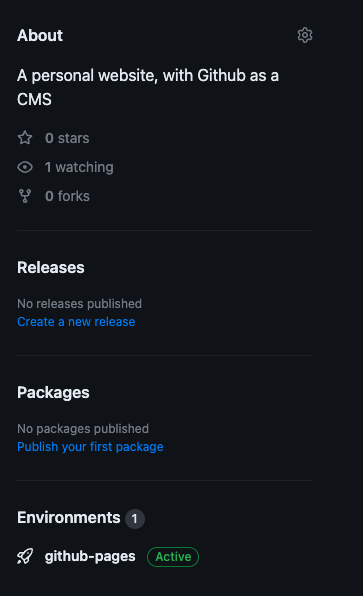 About
A personal website, with Github as a
CMS
0 stars
1 watching
0 forks
Releases
No releases published
Create a new release
Packages
No packages published
Publish your first package
Environments 1
github-pages Active